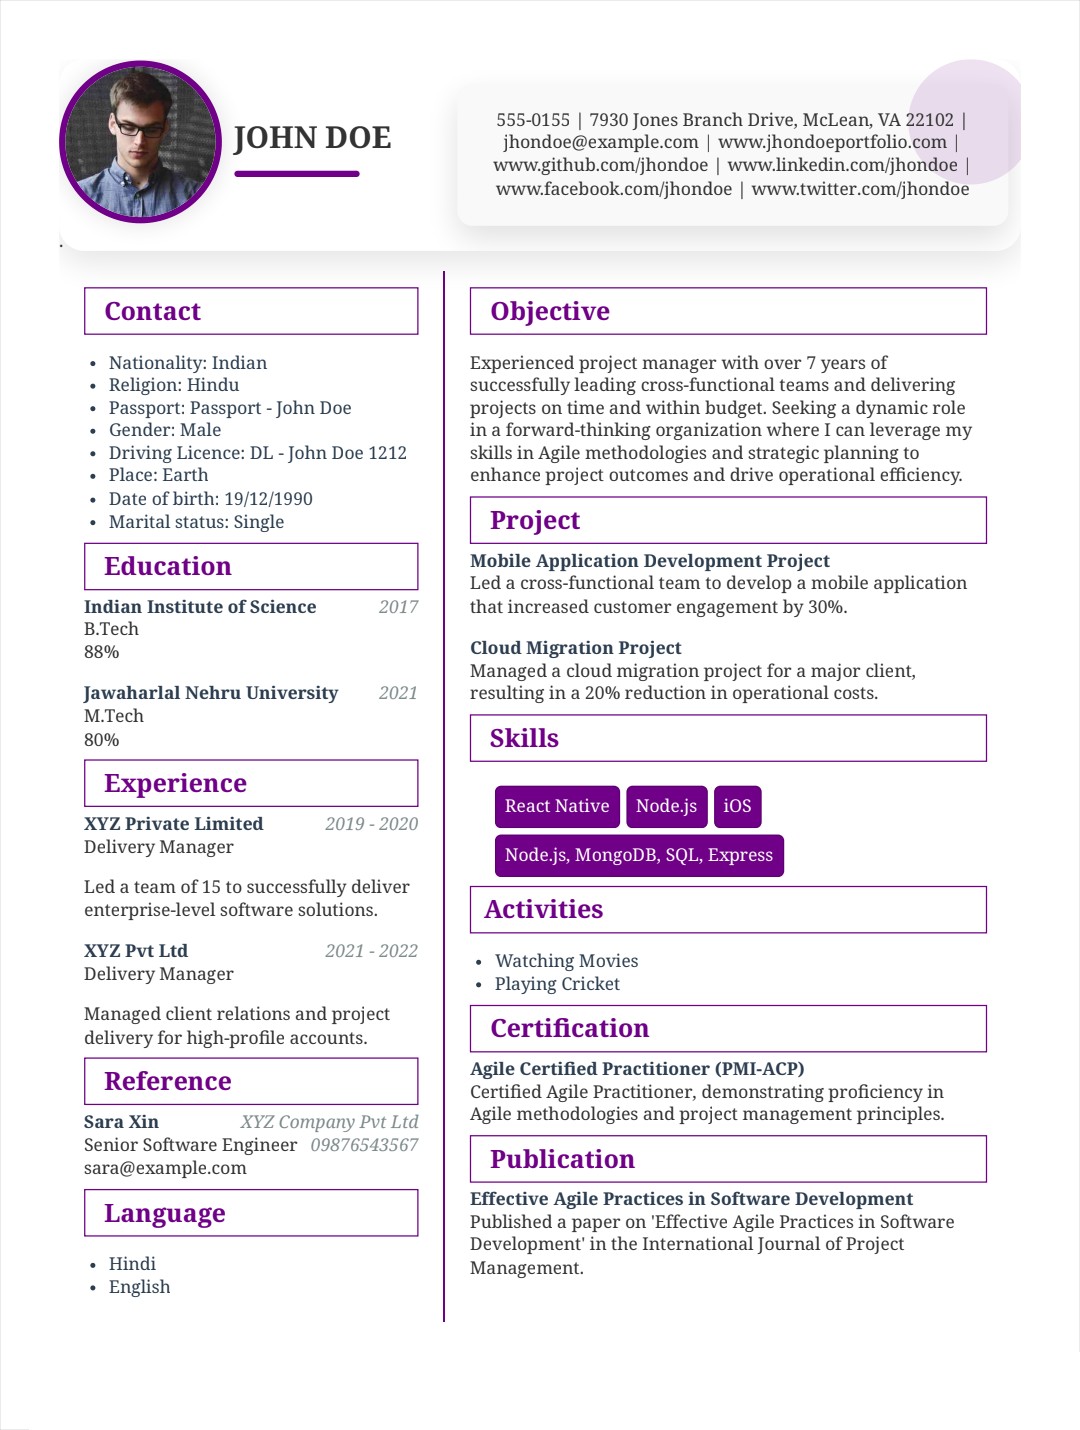 JOHN DOE
555-0155 | 7930 Jones Branch Drive, McLean, VA 22102 |
jhondoe@example.com | www.jhondoeportfolio.com |
www.github.com/jhondoe | www.linkedin.com/jhondoe |
www.facebook.com/jhondoe | www.twitter.com/jhondoe
.
Contact
• Nationality: Indian
• Religion: Hindu
• Passport: Passport - John Doe
• Gender: Male
• Driving Licence: DL - John Doe 1212
• Place: Earth
• Date of birth: 19/12/1990
• Marital status: Single
Education
Indian Institute of Science 2017
B.Tech
88%
Jawaharlal Nehru University 2021
M.Tech
80%
Experience
XYZ Private Limited 2019 - 2020
Delivery Manager
Led a team of 15 to successfully deliver
enterprise-level software solutions.
XYZ Pvt Ltd 2021 - 2022
Delivery Manager
Managed client relations and project
delivery for high-profile accounts.
Reference
Sara Xin XYZ Company Pvt Ltd
Senior Software Engineer 09876543567
sara@example.com
Language
• Hindi
• English
Objective
Experienced project manager with over 7 years of
successfully leading cross-functional teams and delivering
projects on time and within budget. Seeking a dynamic role
in a forward-thinking organization where I can leverage my
skills in Agile methodologies and strategic planning to
enhance project outcomes and drive operational efficiency.
Project
Mobile Application Development Project
Led a cross-functional team to develop a mobile application
that increased customer engagement by 30%.
Cloud Migration Project
Managed a cloud migration project for a major client,
resulting in a 20% reduction in operational costs.
Skills
React Native Node.js iOS
Node.js, MongoDB, SQL, Express
Activities
• Watching Movies
• Playing Cricket
Certification
Agile Certified Practitioner (PMI-ACP)
Certified Agile Practitioner, demonstrating proficiency in
Agile methodologies and project management principles.
Publication
Effective Agile Practices in Software Development
Published a paper on 'Effective Agile Practices in Software
Development' in the International Journal of Project
Management.